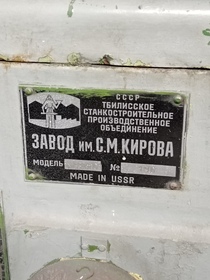 СССР
ТБИЛИССКОЕ
СТАНКОСТРОИТЕЛЬНОЕ
ПРОИЗВОДСТВЕННОЕ
ОБЪЕДИНЕНИЕ
ЗАВОД ИМ.С.М.КИРОВА
МОДЕЛЬ №
MADE IN USSR